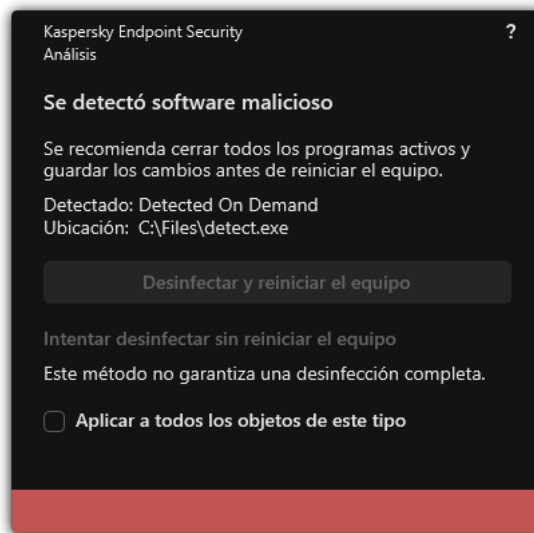 Kaspersky Endpoint Security
?
Análisis
Se detectó software malicioso
Se recomienda cerrar todos los programas activos y
guardar los cambios antes de reiniciar el equipo.
Detectado: Detected On Demand
Ubicación: C:\Files\detect.exe
Desinfectar y reiniciar el equipo
Intentar desinfectar sin reiniciar el equipo
Este método no garantiza una desinfección completa.
Aplicar a todos los objetos de este tipo